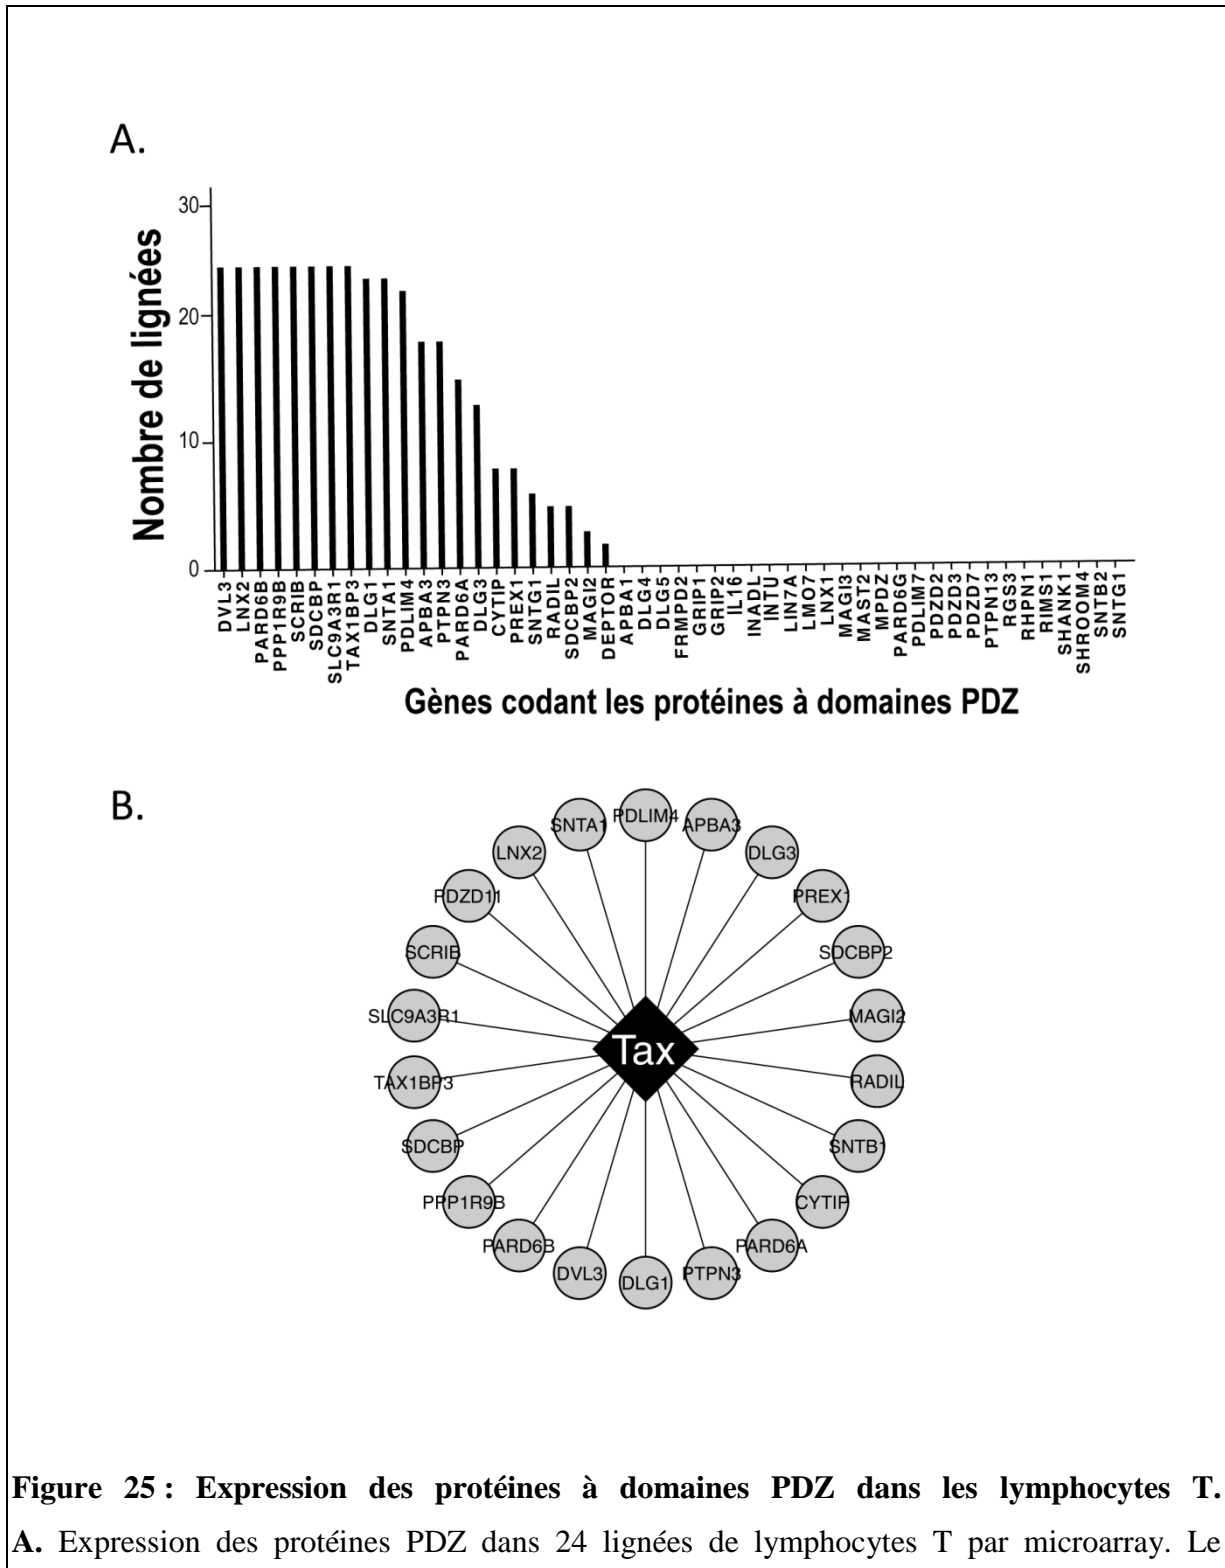 A.
30
20
10
0
Nombre de lignées
DVL3
LNX2
PARD6B
PPP1R9B
SCRIB
SDCBP
SLC9A3R1
TAX1BP3
DLG1
SNTA1
PDLIM4
APBA3
PTPN3
PARD6A
DLG3
CYTIP
PREX1
SNTG1
RADIL
SDCBP2
MAGI2
DEPTOR
APBA1
DLG4
DLG5
FRMPD2
GRIP1
GRIP2
IL16
INADL
INTU
LIN7A
LMO7
LNX1
MAGI3
MAST2
MPDZ
PARD6G
PDLIM7
PDZD2
PDZD3
PDZD7
PTPN13
RGS3
RHPN1
RIMS1
SHANK1
SHROOM4
SNTB2
SNTG1
Gènes codant les protéines à domaines PDZ
B.
PDLIM4
SNTA1
APBA3
LNX2
DLG3
PDZD11
PREX1
SCRIB
SDCBP2
SLC9A3R1
MAGI2
Tax
TAX1BP3
RADIL
SDCBP
SNTB1
PPP1R9B
CYTIP
PARD6B
PARD6A
DVL3
PTPN3
DLG1
Figure 25 : Expression des protéines à domaines PDZ dans les lymphocytes T.
A. Expression des protéines PDZ dans 24 lignées de lymphocytes T par microarray. Le